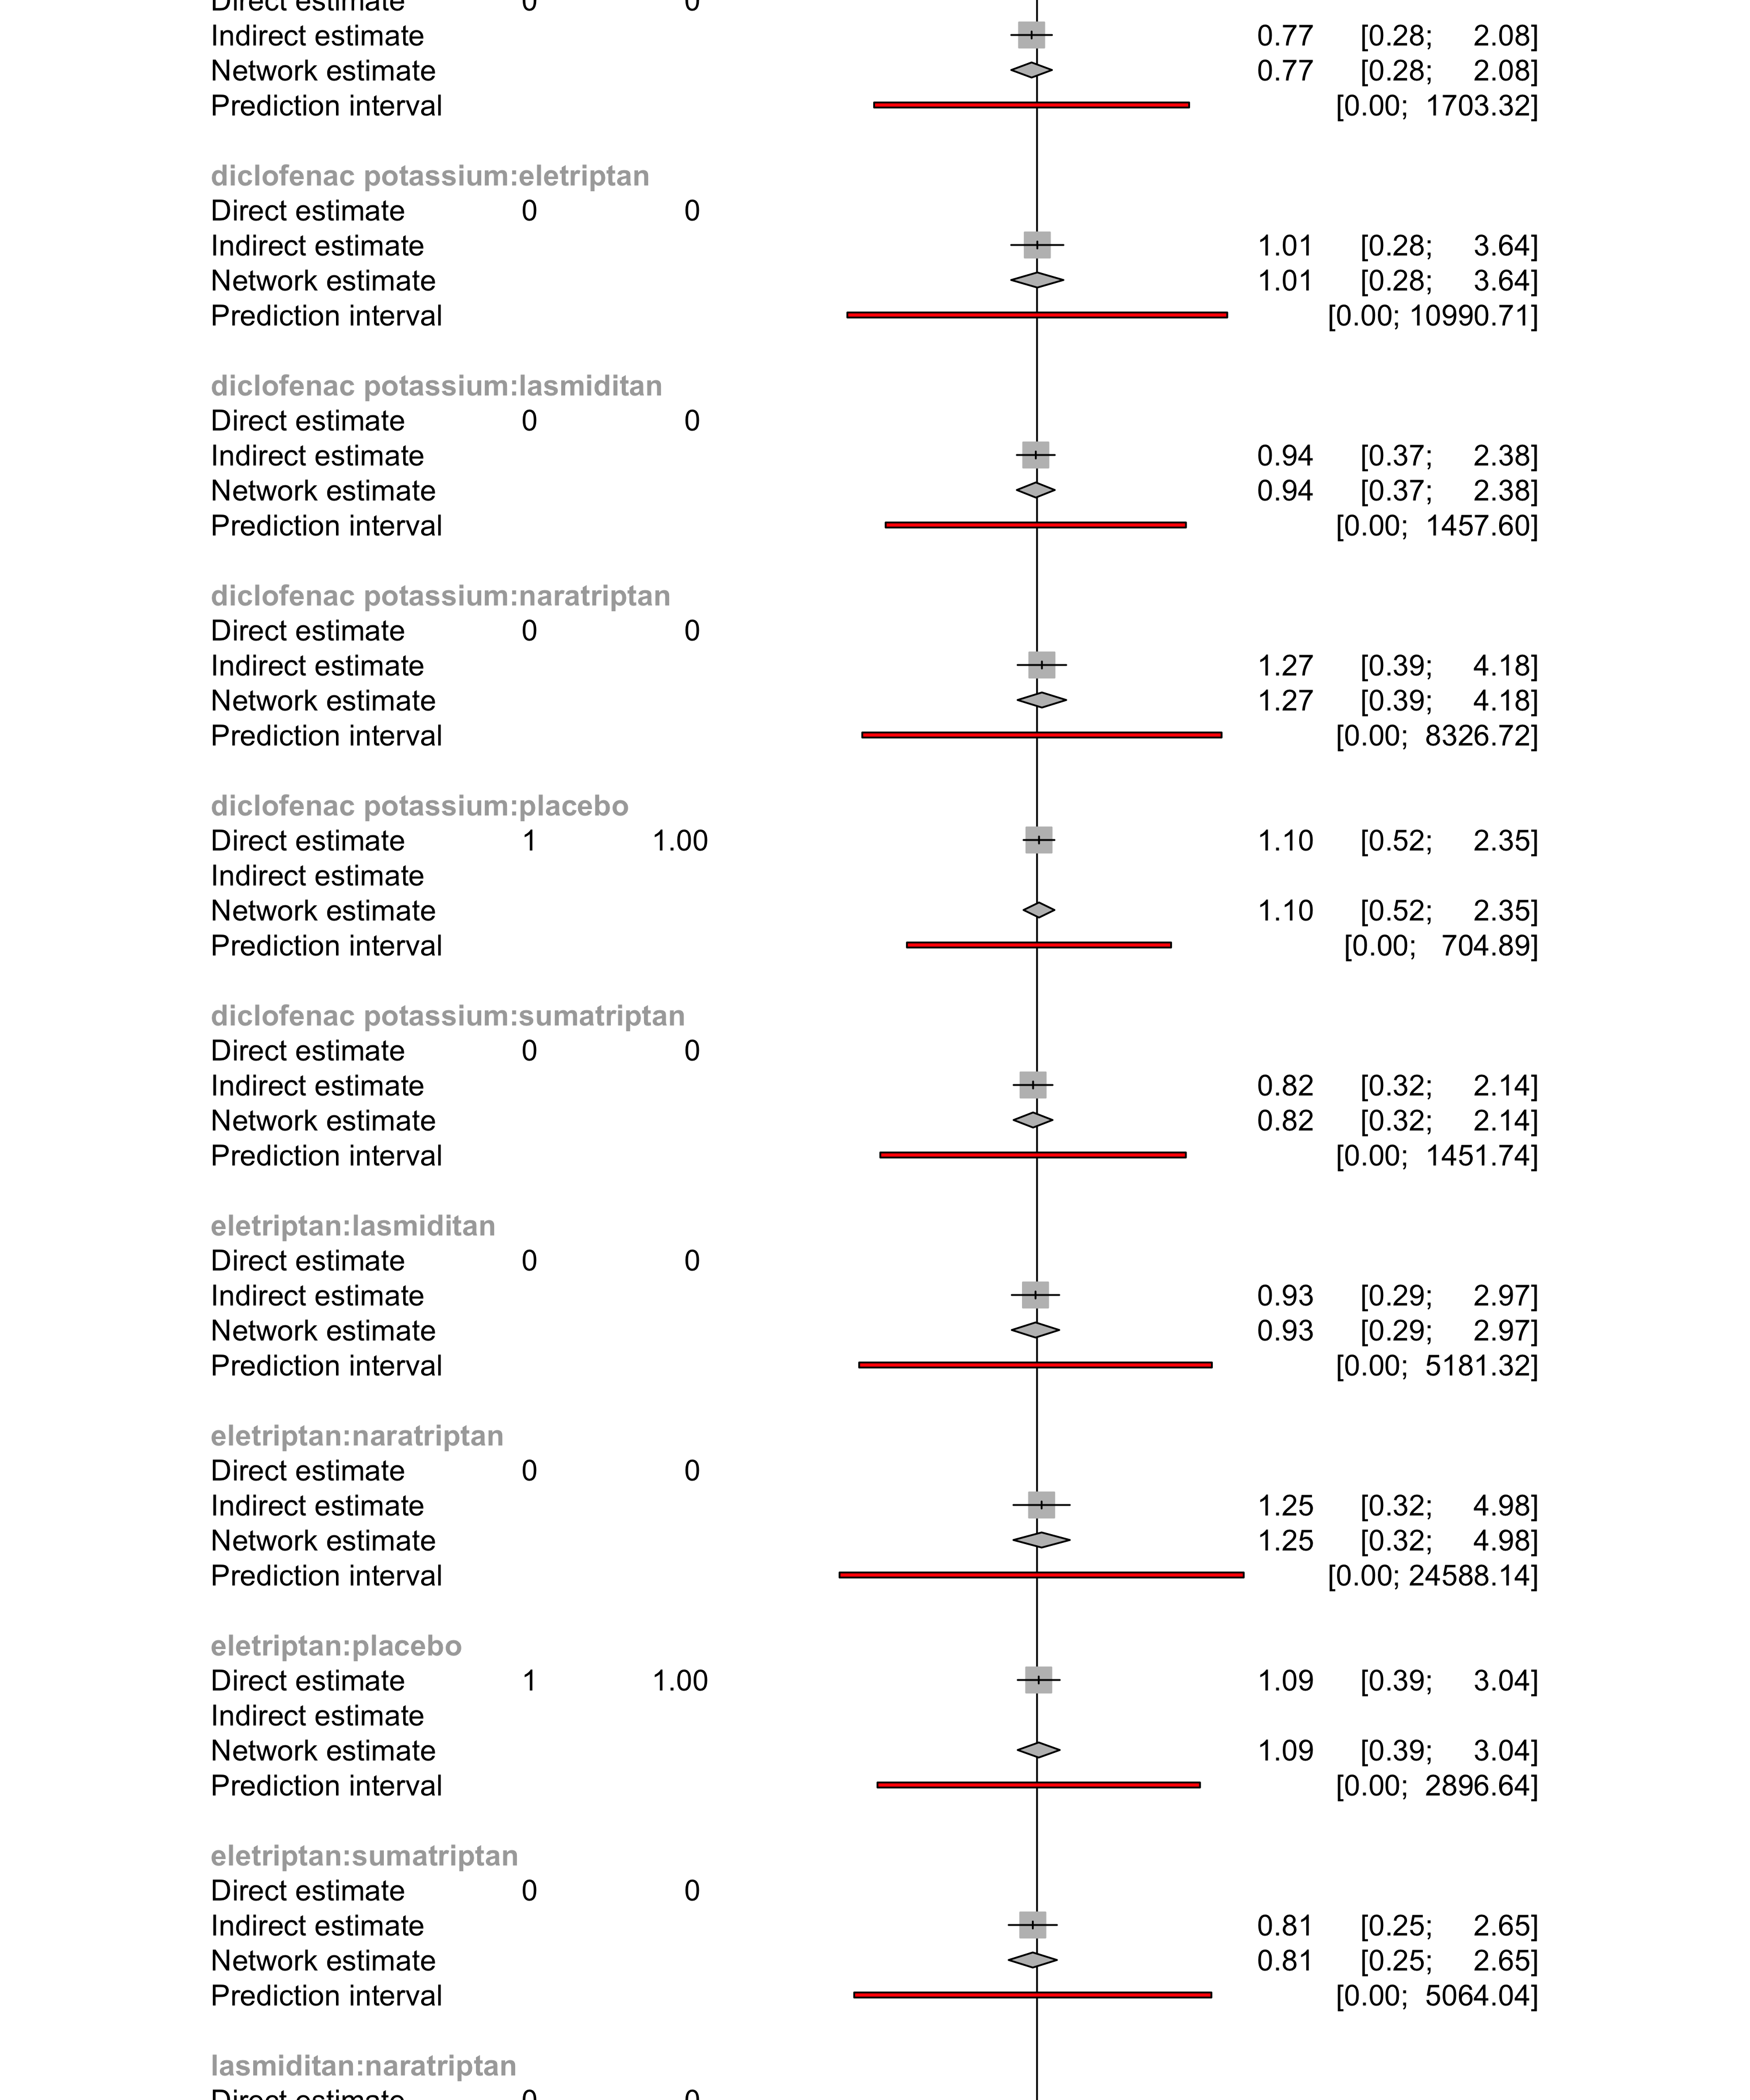 Direct estimate 0 0
Indirect estimate 0.77 [0.28; 2.08]
Network estimate 0.77 [0.28; 2.08]
Prediction interval [0.00; 1703.32]
diclofenac potassium:eletriptan
Direct estimate 0 0
Indirect estimate 1.01 [0.28; 3.64]
Network estimate 1.01 [0.28; 3.64]
Prediction interval [0.00; 10990.71]
diclofenac potassium:lasmiditan
Direct estimate 0 0
Indirect estimate 0.94 [0.37; 2.38]
Network estimate 0.94 [0.37; 2.38]
Prediction interval [0.00; 1457.60]
diclofenac potassium:naratriptan
Direct estimate 0 0
Indirect estimate 1.27 [0.39; 4.18]
Network estimate 1.27 [0.39; 4.18]
Prediction interval [0.00; 8326.72]
diclofenac potassium:placebo
Direct estimate 1 1.00 1.10 [0.52; 2.35]
Indirect estimate
Network estimate 1.10 [0.52; 2.35]
Prediction interval [0.00; 704.89]
diclofenac potassium:sumatriptan
Direct estimate 0 0
Indirect estimate 0.82 [0.32; 2.14]
Network estimate 0.82 [0.32; 2.14]
Prediction interval [0.00; 1451.74]
eletriptan:lasmiditan
Direct estimate 0 0
Indirect estimate 0.93 [0.29; 2.97]
Network estimate 0.93 [0.29; 2.97]
Prediction interval [0.00; 5181.32]
eletriptan:naratriptan
Direct estimate 0 0
Indirect estimate 1.25 [0.32; 4.98]
Network estimate 1.25 [0.32; 4.98]
Prediction interval [0.00; 24588.14]
eletriptan:placebo
Direct estimate 1 1.00 1.09 [0.39; 3.04]
Indirect estimate
Network estimate 1.09 [0.39; 3.04]
Prediction interval [0.00; 2896.64]
eletriptan:sumatriptan
Direct estimate 0 0
Indirect estimate 0.81 [0.25; 2.65]
Network estimate 0.81 [0.25; 2.65]
Prediction interval [0.00; 5064.04]
lasmiditan:naratriptan
Direct estimate 0 0